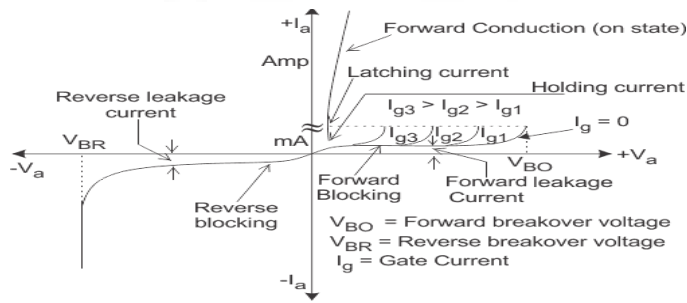 +Ia
Forward Conduction (on state)
Amp
Latching current
Holding current
Reverse leakage
current
Ig3 > Ig2 > Ig1
VBR
mA
Ig3
Ig2
Ig1
Ig = 0
-Va
VBO
+Va
Reverse
blocking
Forward
Blocking
Forward leakage
Current
VBO = Forward breakover voltage
VBR = Reverse breakover voltage
Ig = Gate Current
-Ia